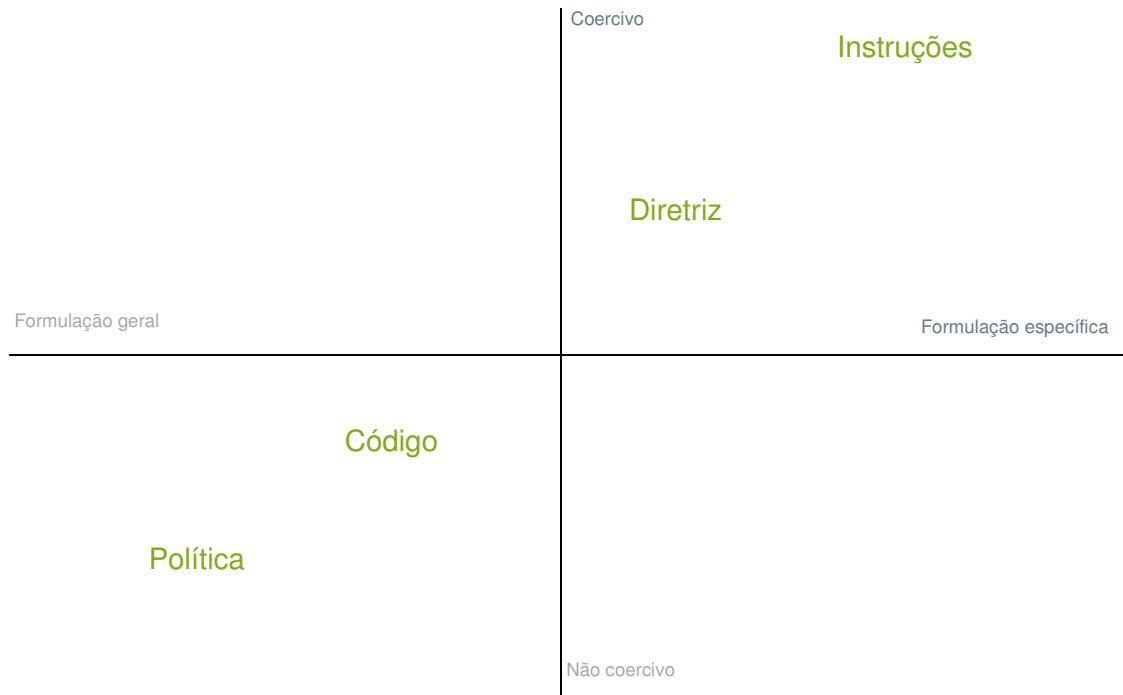 Coercivo
Instruções
Diretriz
Formulação geral
Formulação específica
Código
Política
Não coercivo